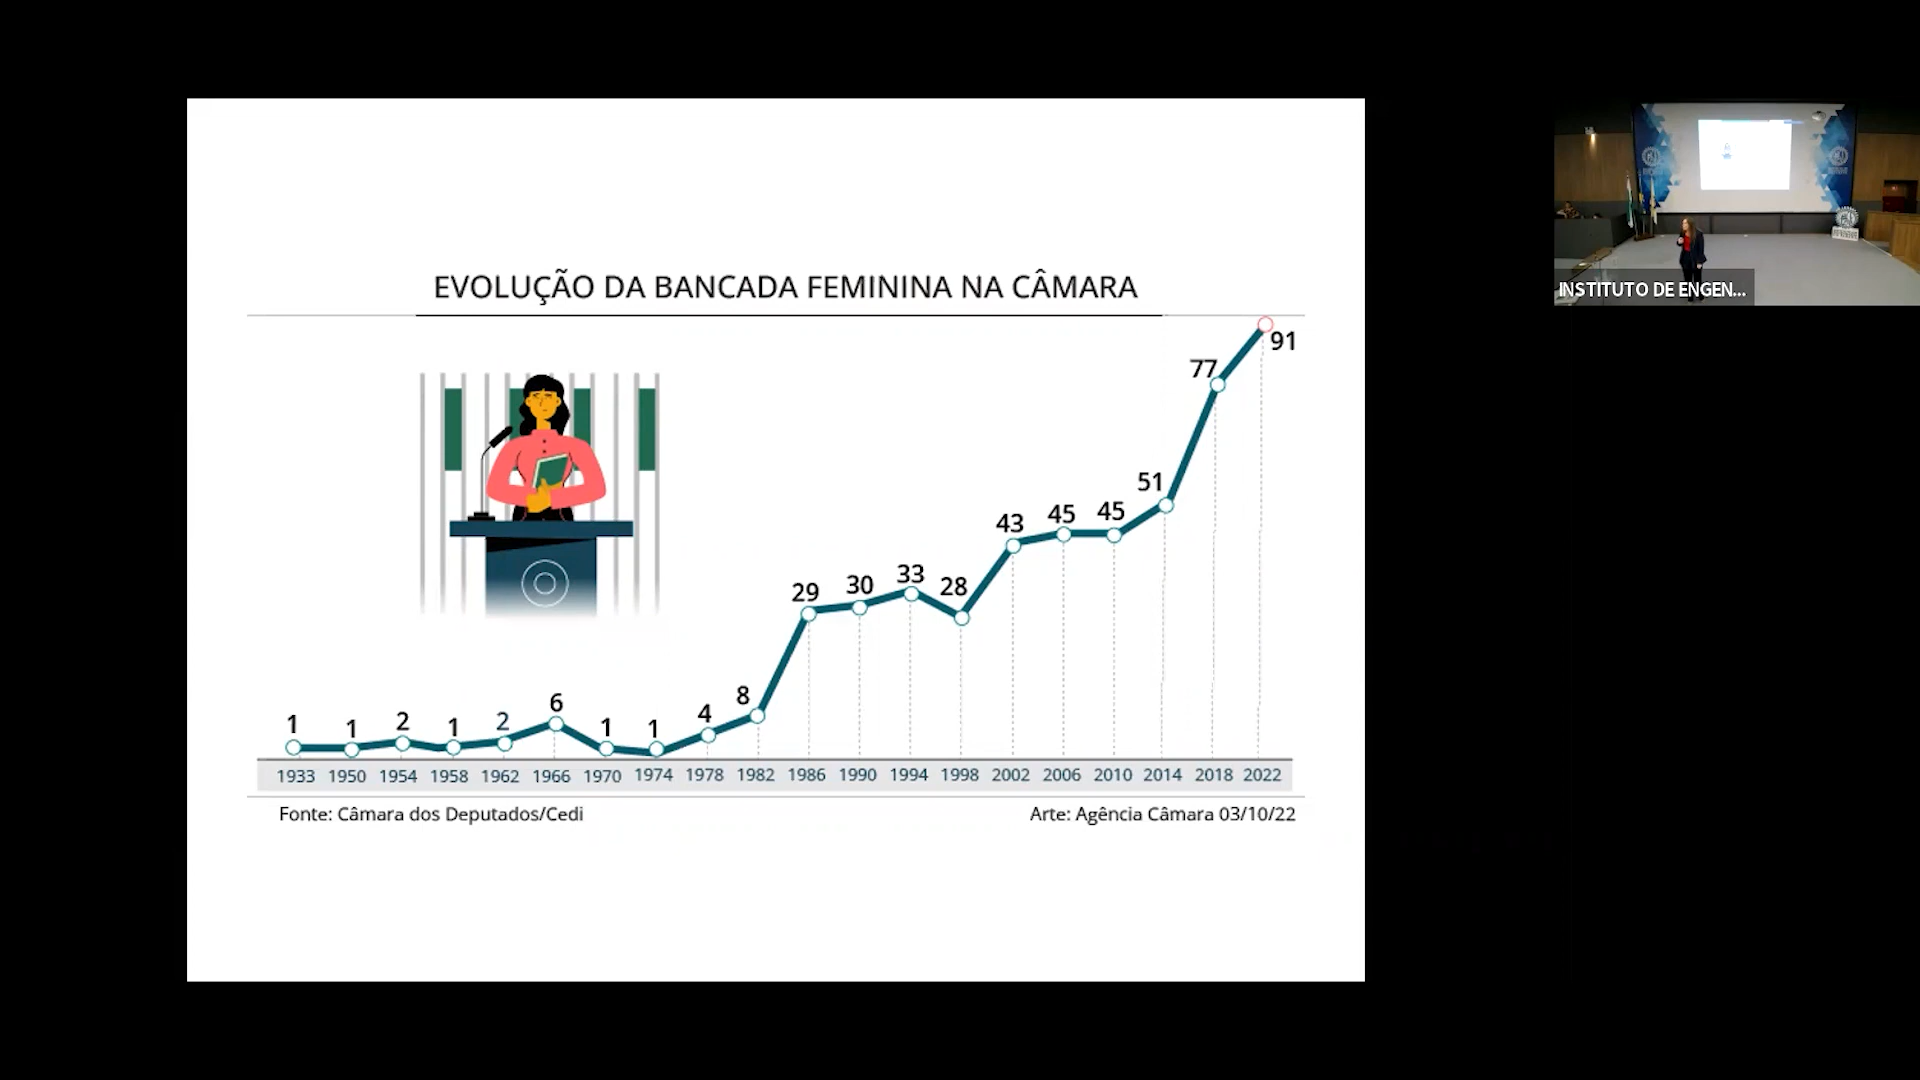 EVOLUÇÃO DA BANCADA FEMININA NA CÂMARA
91
77
51
43 45 45
29 30 33 28
1 1 2 1 2 6 1 1 4 8
1933 1950 1954 1958 1962 1966 1970 1974 1978 1982 1986 1990 1994 1998 2002 2006 2010 2014 2018 2022
Fonte: Câmara dos Deputados/Cedi
Arte: Agência Câmara 03/10/22
INSTITUTO DE ENGEN...